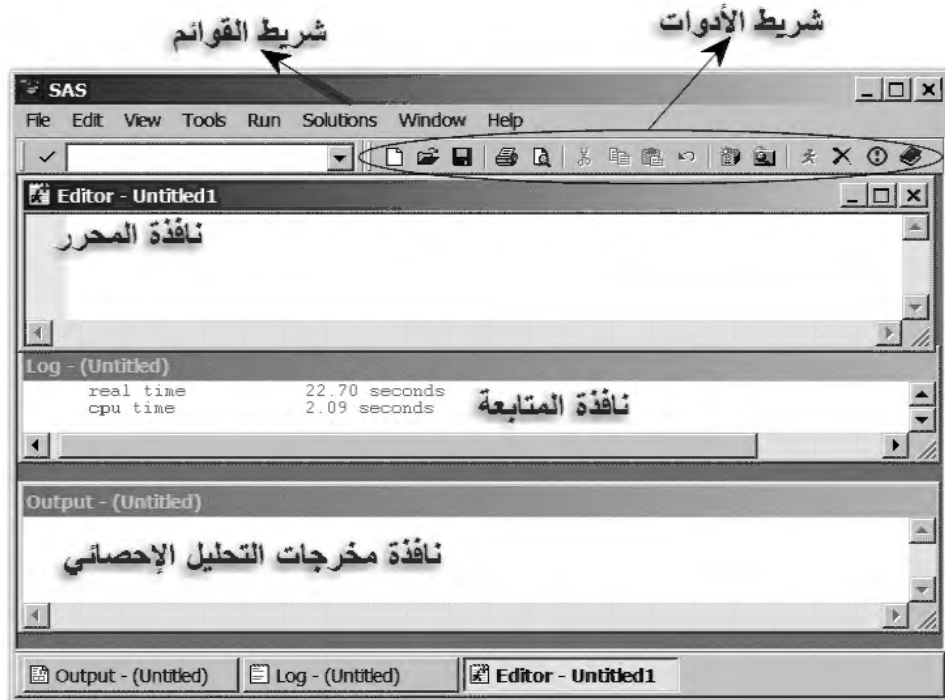 شريط الأدوات
شريط القوائم
SAS
File Edit View Tools Run Solutions Window Help
Editor - Untitled1
نافذة المحرر
Log - (Untitled)
real time 22.70 seconds
cpu time 2.09 seconds
نافذة المتابعة
Output - (Untitled)
نافذة مخرجات التحليل الإحصائي
Output - (Untitled) Log - (Untitled) Editor - Untitled1